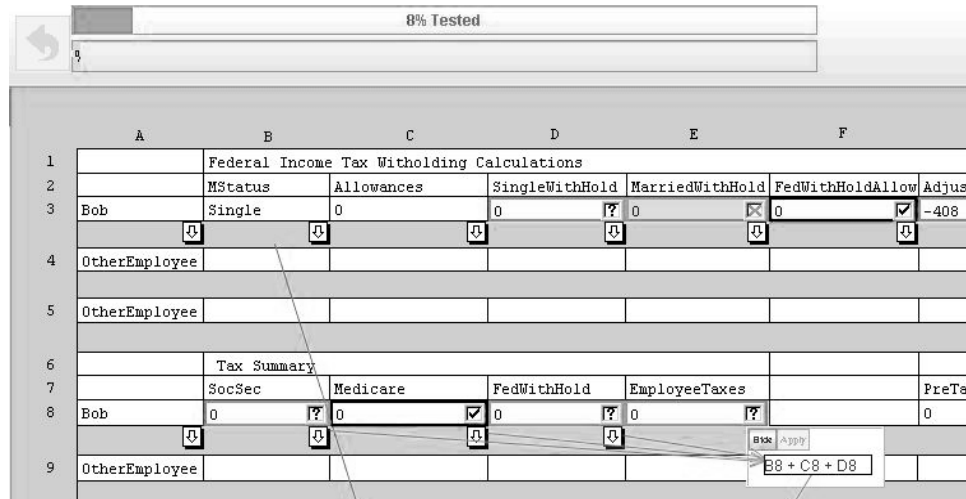 8% Tested
%
A B C D E F
1 Federal Income Tax Witholding Calculations
2 MStatus Allowances SingleWithHold MarriedWithHold FedWithHoldAllow Adjus
3 Bob Single 0 0 ? 0 0 -408
4 OtherEmployee
5 OtherEmployee
6 Tax Summary
7 SocSec Medicare FedWithHold EmployeeTaxes PreTa
8 Bob 0 ? 0 0 ? 0 ? 0
Hide Apply
B8 + C8 + D8
9 OtherEmployee